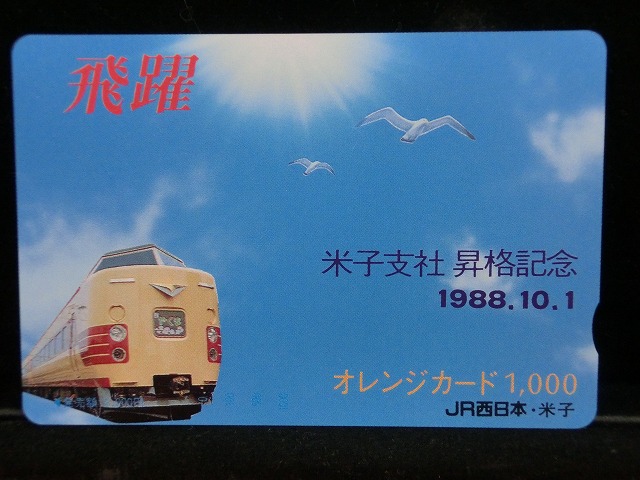 飛躍
米子支社 昇格記念
1988.10.1
オレンジカード 1,000
JR西日本・米子